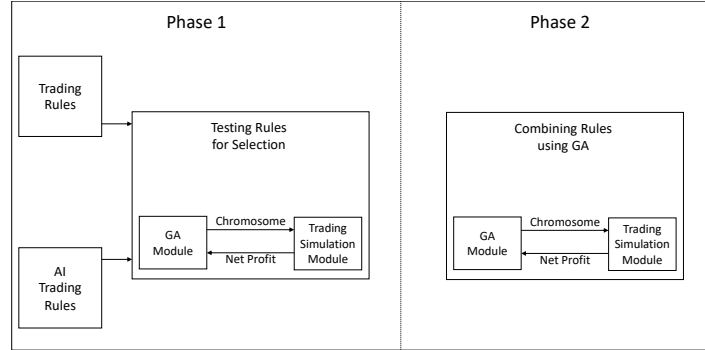 Phase 1
Phase 2
Trading
Rules
AI
Trading
Rules
Testing Rules
for Selection
GA
Module
Chromosome
Net Profit
Trading
Simulation
Module
Combining Rules
using GA
GA
Module
Chromosome
Net Profit
Trading
Simulation
Module